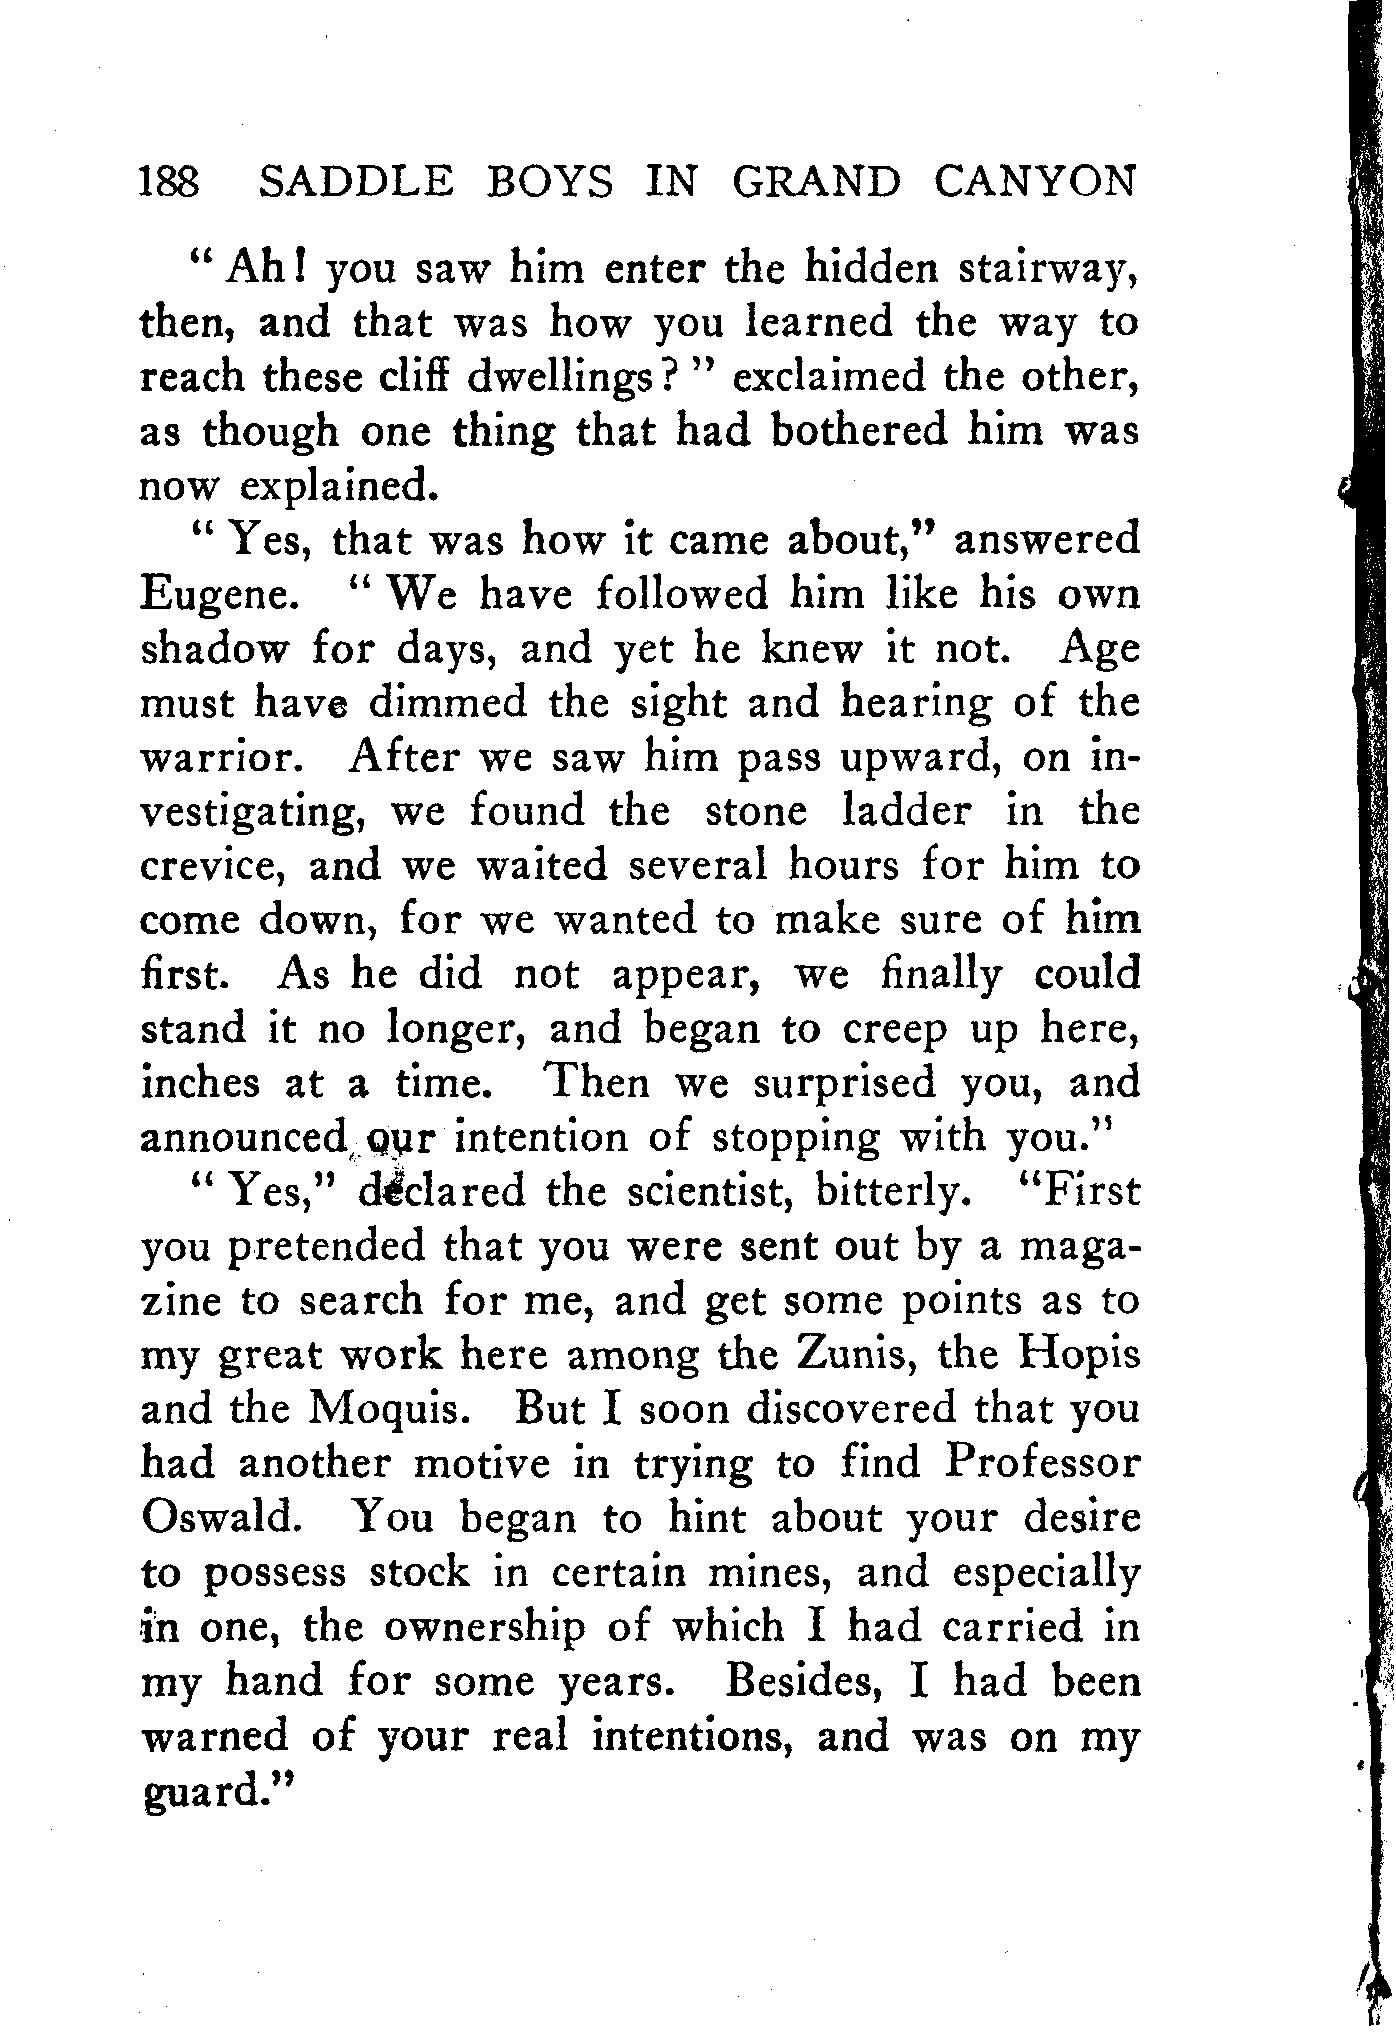 188 SADDLE BOYS IN GRAND CANYON
" Ah! you saw him enter the hidden stairway,
then, and that was how you learned the way to
reach these cliff dwellings? " exclaimed the other,
as though one thing that had bothered him was
now explained.
" Yes, that was how it came about," answered
Eugene. " We have followed him like his own
shadow for days, and yet he knew it not. Age
must have dimmed the sight and hearing of the
warrior. After we saw him pass upward, on in-
vestigating, we found the stone ladder in the
crevice, and we waited several hours for him to
come down, for we wanted to make sure of him
first. As he did not appear, we finally could
stand it no longer, and began to creep up here,
inches at a time. Then we surprised you, and
announced our intention of stopping with you."
" Yes," declared the scientist, bitterly. "First
you pretended that you were sent out by a maga-
zine to search for me, and get some points as to
my great work here among the Zunis, the Hopis
and the Moquis. But I soon discovered that you
had another motive in trying to find Professor
Oswald. You began to hint about your desire
to possess stock in certain mines, and especially
in one, the ownership of which I had carried in
my hand for some years. Besides, I had been
warned of your real intentions, and was on my
guard."